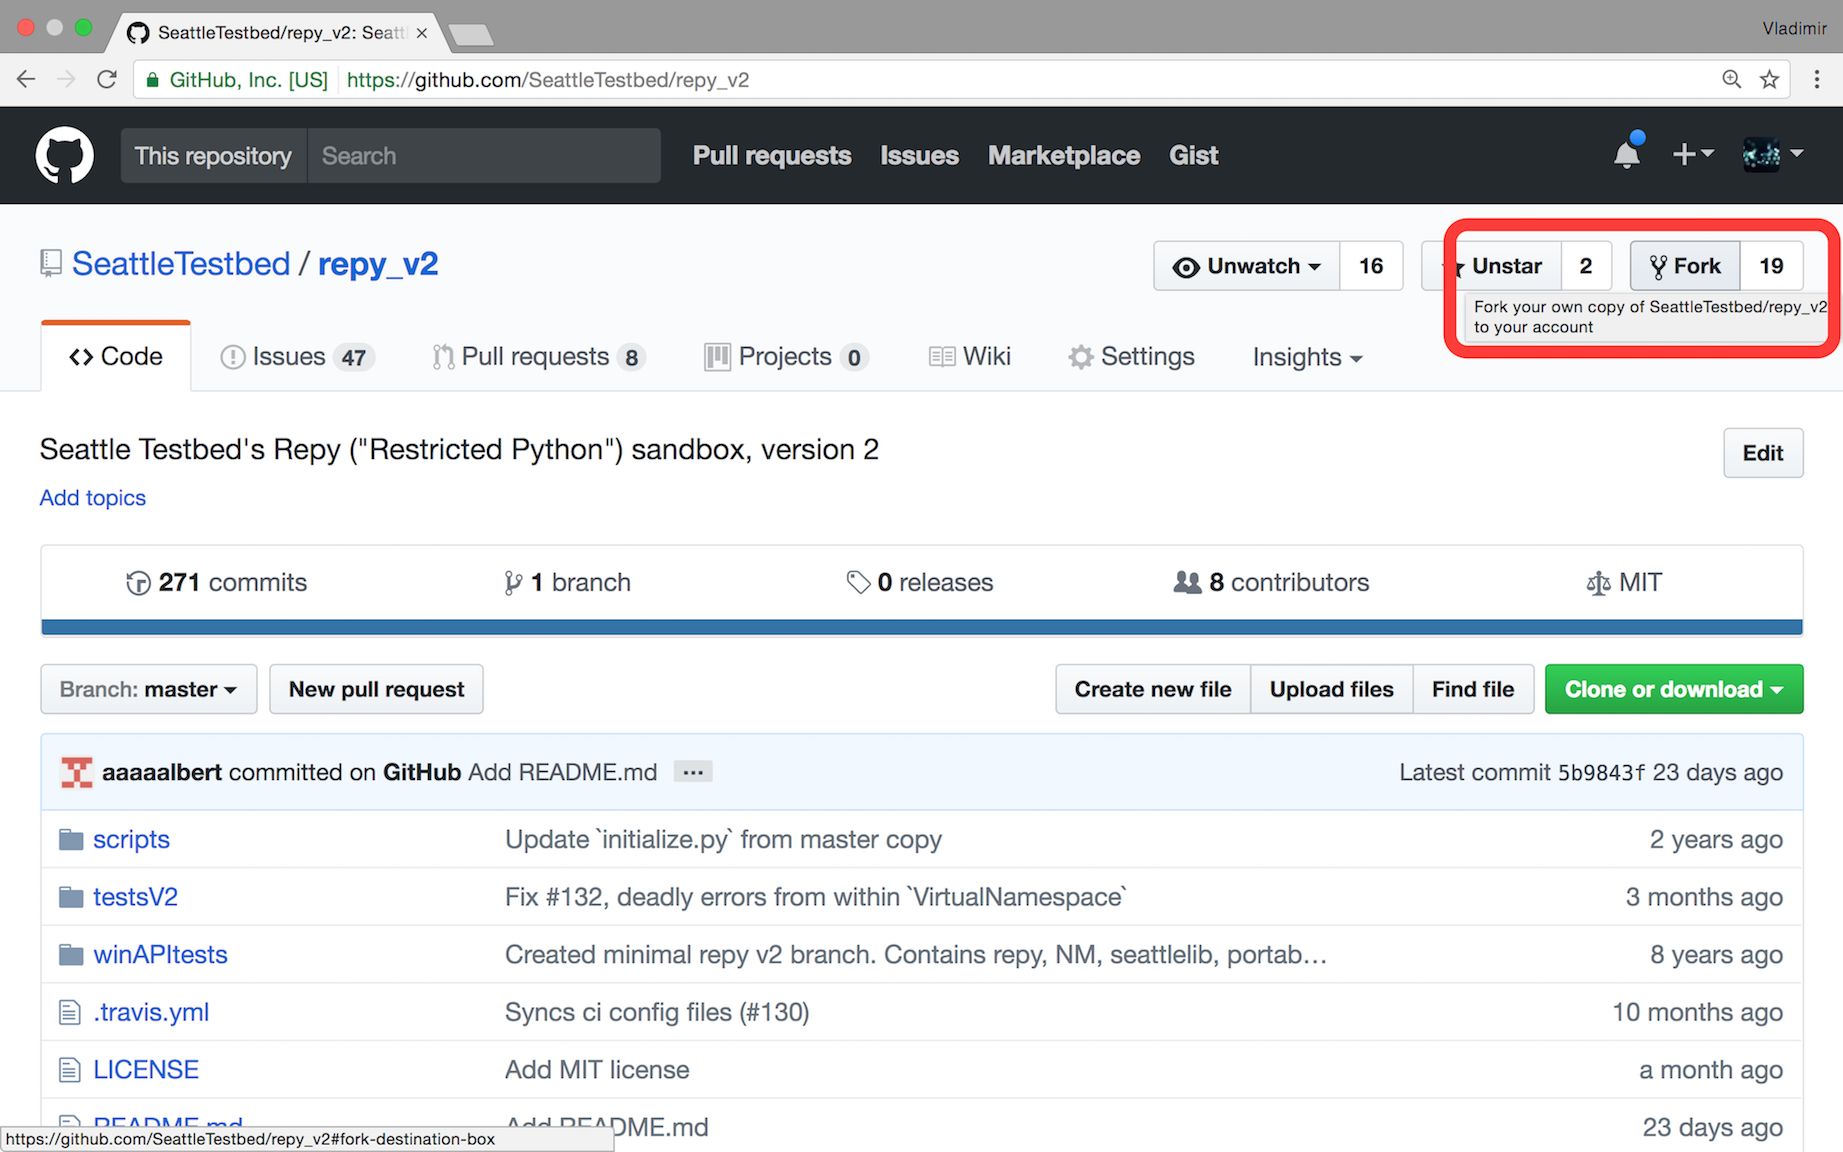 SeattleTestbed/repy_v2: Seatt
Vladimir
GitHub, Inc. [US] https://github.com/SeattleTestbed/repy_v2
This repository Search Pull requests Issues Marketplace Gist
SeattleTestbed / repy_v2 Unwatch 16 Unstar 2 Fork 19
Fork your own copy of SeattleTestbed/repy_v2
to your account
Code Issues 47 Pull requests 8 Projects 0 Wiki Settings Insights
Seattle Testbed's Repy ("Restricted Python") sandbox, version 2 Edit
Add topics
271 commits 1 branch 0 releases 8 contributors MIT
Branch: master New pull request Create new file Upload files Find file Clone or download
aaaaalbert committed on GitHub Add README.md ... Latest commit 5b9843f 23 days ago
scripts Update `initialize.py` from master copy 2 years ago
testsV2 Fix #132, deadly errors from within `VirtualNamespace` 3 months ago
winAPItests Created minimal repy v2 branch. Contains repy, NM, seattlelib, portab… 8 years ago
.travis.yml Syncs ci config files (#130) 10 months ago
LICENSE Add MIT license a month ago
README.md Add README.md 23 days ago
https://github.com/SeattleTestbed/repy_v2#fork-destination-box